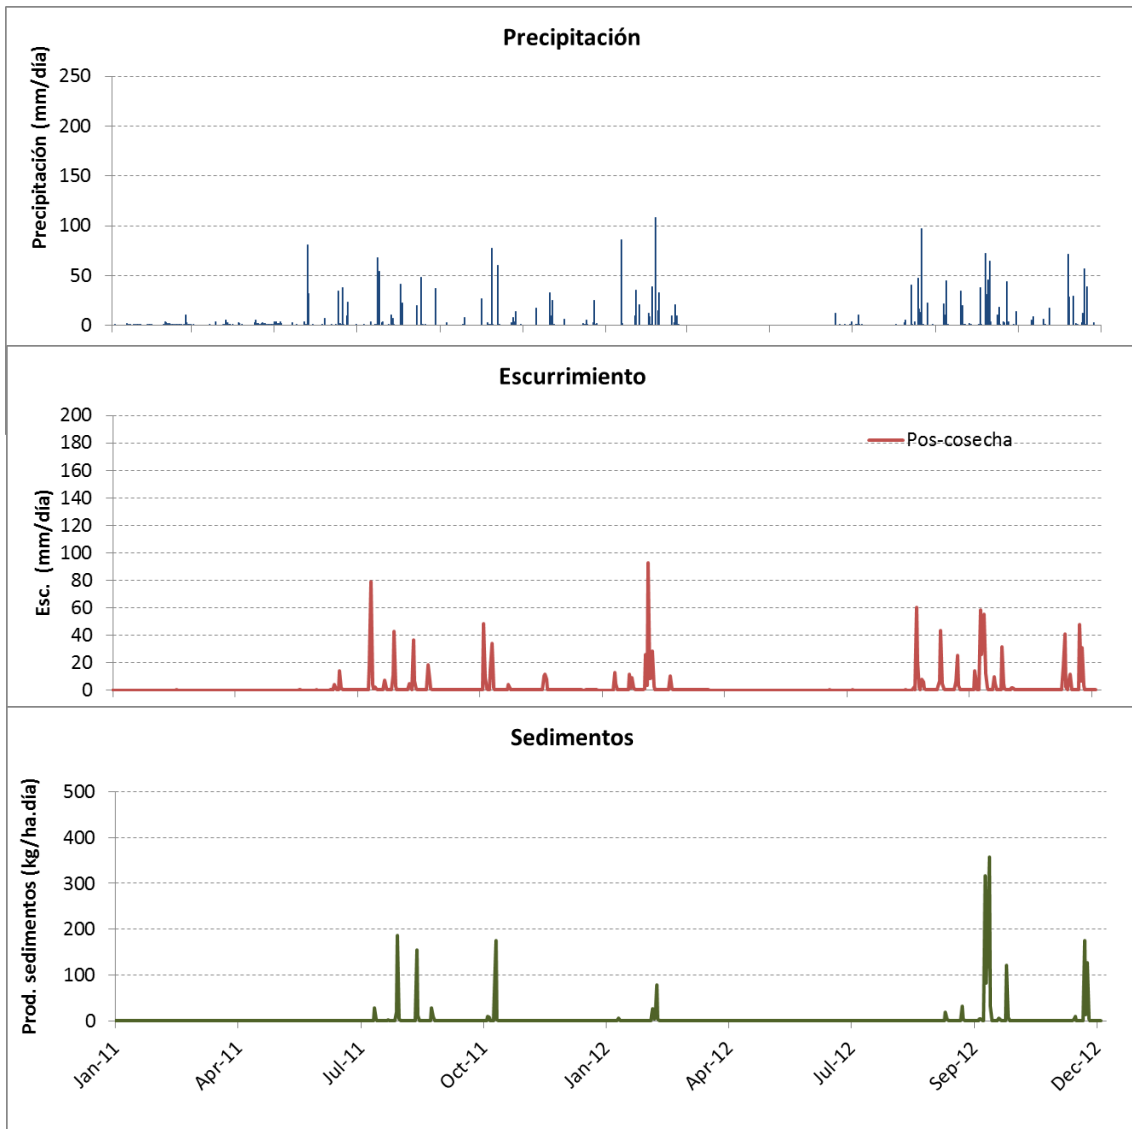 Precipitación
Precipitación (mm/día)
250
200
150
100
50
0
Escurrimiento
Esc. (mm/día)
200
180
160
140
120
100
80
60
40
20
0
Pos-cosecha
Sedimentos
Prod. sedimentos (kg/ha.día)
500
400
300
200
100
0
Jan-11
Apr-11
Jul-11
Oct-11
Jan-12
Apr-12
Jul-12
Sep-12
Dec-12